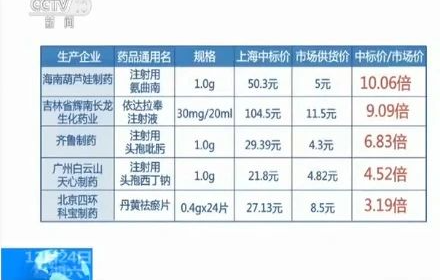 CCTV
新闻
生产企业 药品通用名 规格 上海中标价 市场供货价 中标价/市场价
海南葫芦娃制药 注射用氨曲南 1.0g 50.3元 5元 10.06倍
吉林省辉南长龙生化药业 依达拉奉注射液 30mg/20ml 104.5元 11.5元 9.09倍
齐鲁制药 注射用头孢吡肟 1.0g 29.39元 4.3元 6.83倍
广州白云山天心制药 注射用头孢西丁钠 1.0g 21.8元 4.82元 4.52倍
北京四环科宝制药 丹黄祛瘀片 0.4gx24片 27.13元 8.5元 3.19倍
12月24日